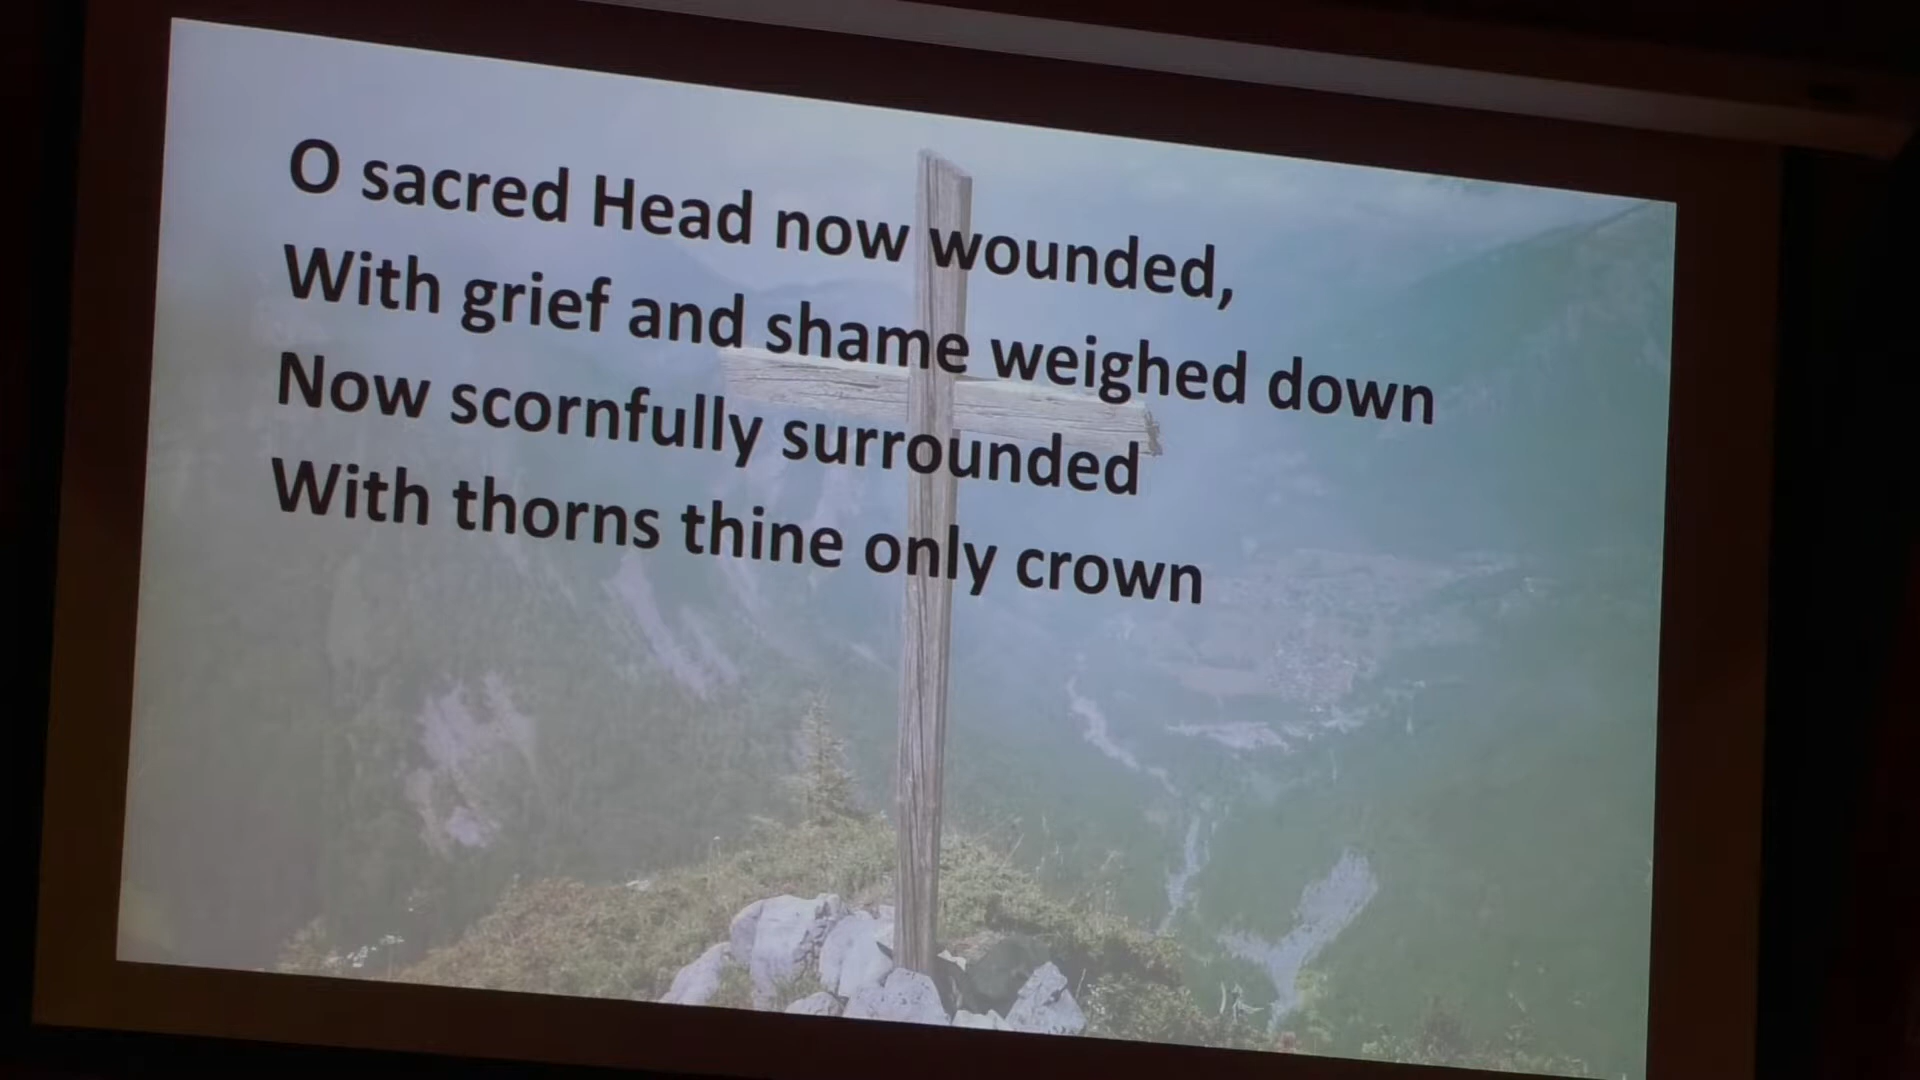 O sacred Head now wounded,
With grief and shame weighed down
Now scornfully surrounded
With thorns thine only crown